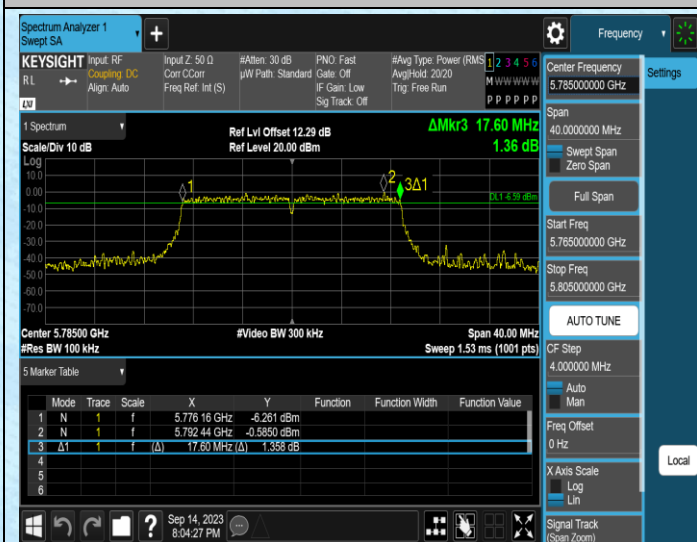 Spectrum Analyzer 1
Swept SA
+
Frequency
KEYSIGHT
RL
LXI
Input: RF
Coupling: DC
Align: Auto
Input Z: 50 Ω
Corr CCorr
Freq Ref: Int (S)
#Atten: 30 dB
µW Path: Standard
PNO: Fast
Gate: Off
IF Gain: Low
Sig Track: Off
#Avg Type: Power (RMS
Avg|Hold: 20/20
Trig: Free Run
1 2 3 4 5 6
M W W W W W
P P P P P P
1 Spectrum
Scale/Div 10 dB
Ref Lvl Offset 12.29 dB
Ref Level 20.00 dBm
ΔMkr3 17.60 MHz
1.36 dB
Log
10.0
0.00
-10.0
-20.0
-30.0
-40.0
-50.0
-60.0
-70.0
1
2
3Δ1
DL1 -6.59 dBm
Center 5.78500 GHz
#Video BW 300 kHz
Span 40.00 MHz
#Res BW 100 kHz
Sweep 1.53 ms (1001 pts)
5 Marker Table
Mode Trace Scale X Y Function Function Width Function Value
1 N 1 f 5.776 16 GHz -6.261 dBm
2 N 1 f 5.792 44 GHz -0.5850 dBm
3 Δ1 1 f (Δ) 17.60 MHz (Δ) 1.358 dB
4
5
6
?
Sep 14, 2023
8:04:27 PM
Center Frequency
5.785000000 GHz
Span
40.0000000 MHz
Swept Span
Zero Span
Full Span
Start Freq
5.765000000 GHz
Stop Freq
5.805000000 GHz
AUTO TUNE
CF Step
4.000000 MHz
Auto
Man
Freq Offset
0 Hz
X Axis Scale
Log
Lin
Signal Track
(Span Zoom)
Settings
Local